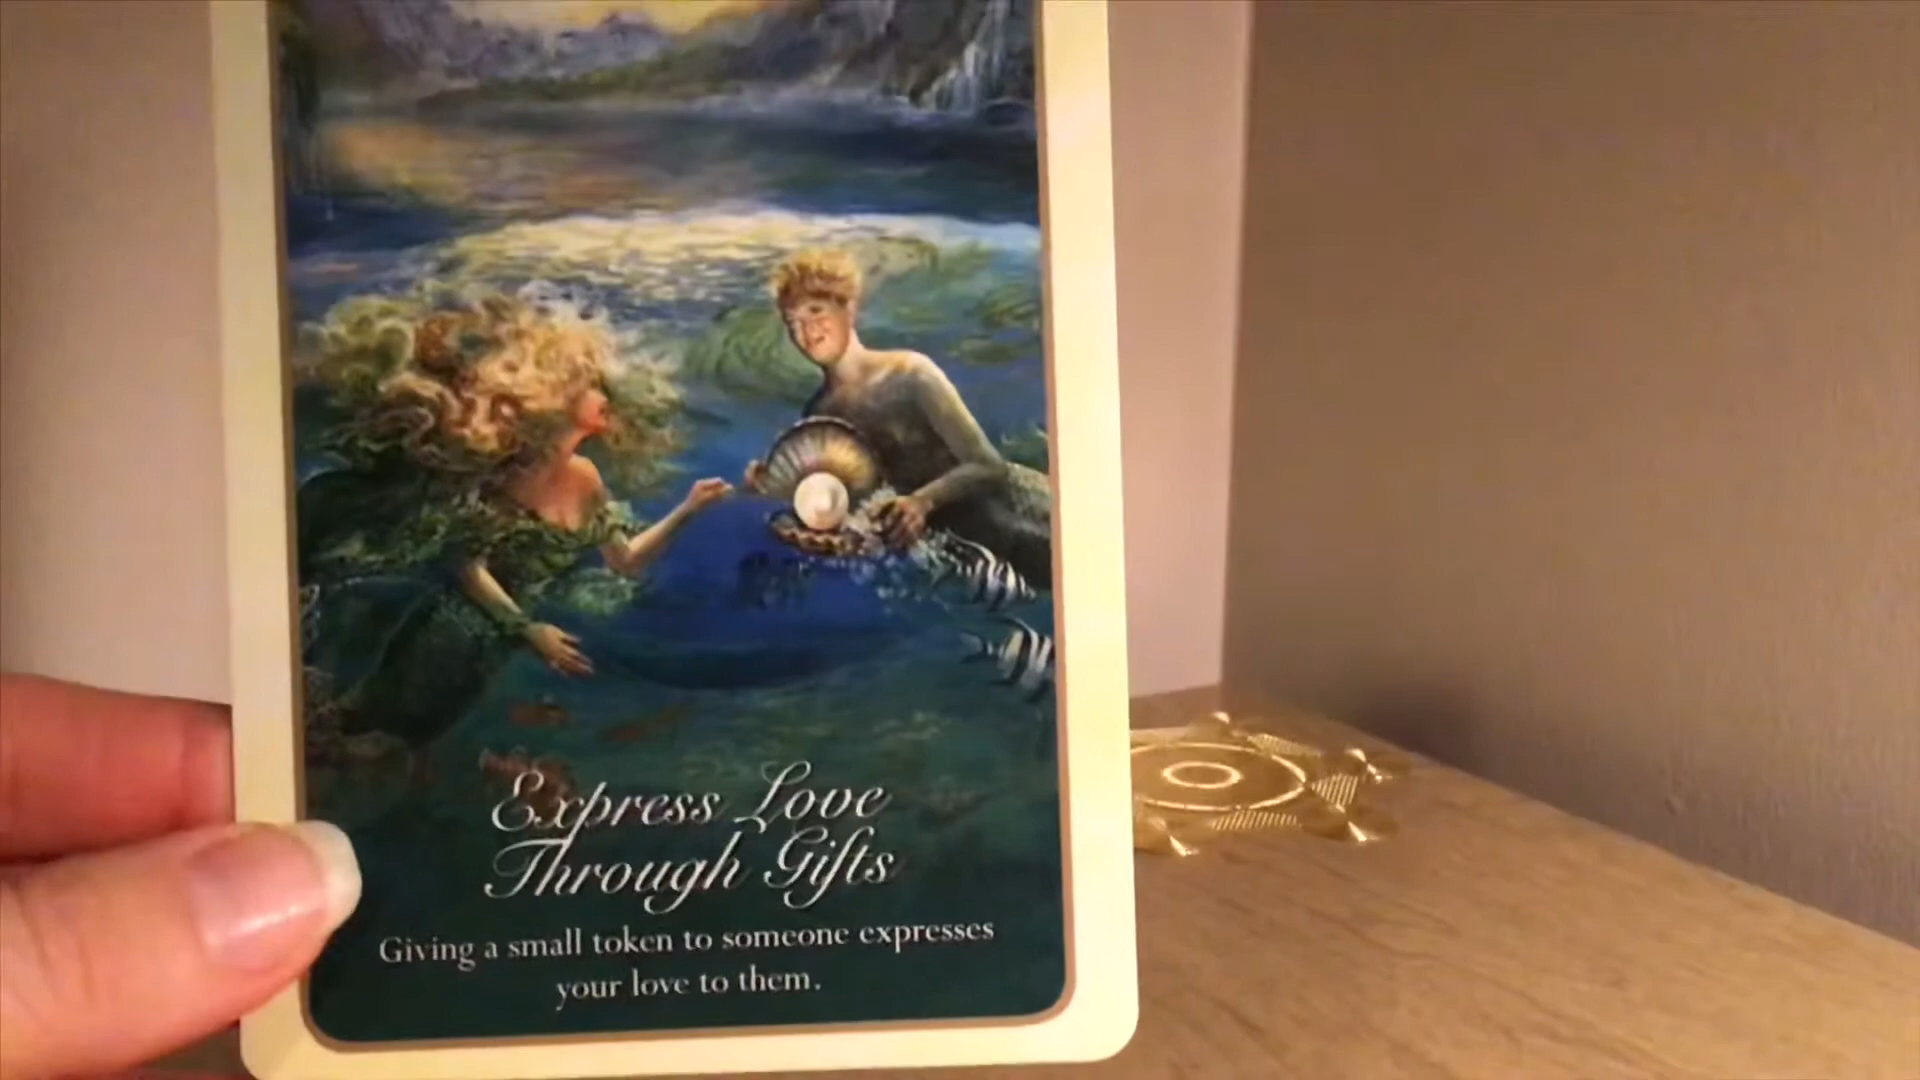 Express Love
Through Gifts
Giving a small token to someone expresses
your love to them.